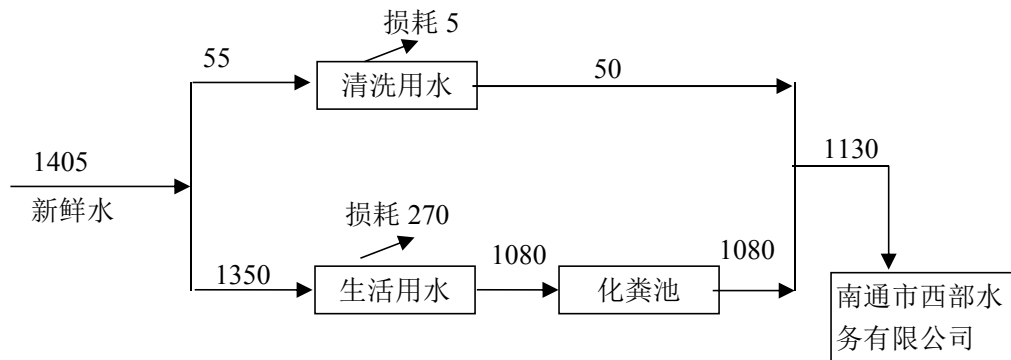 损耗 5
55
清洗用水
50
1405
新鲜水
1130
损耗 270
1350
生活用水
1080
化粪池
1080
南通市西部水
务有限公司